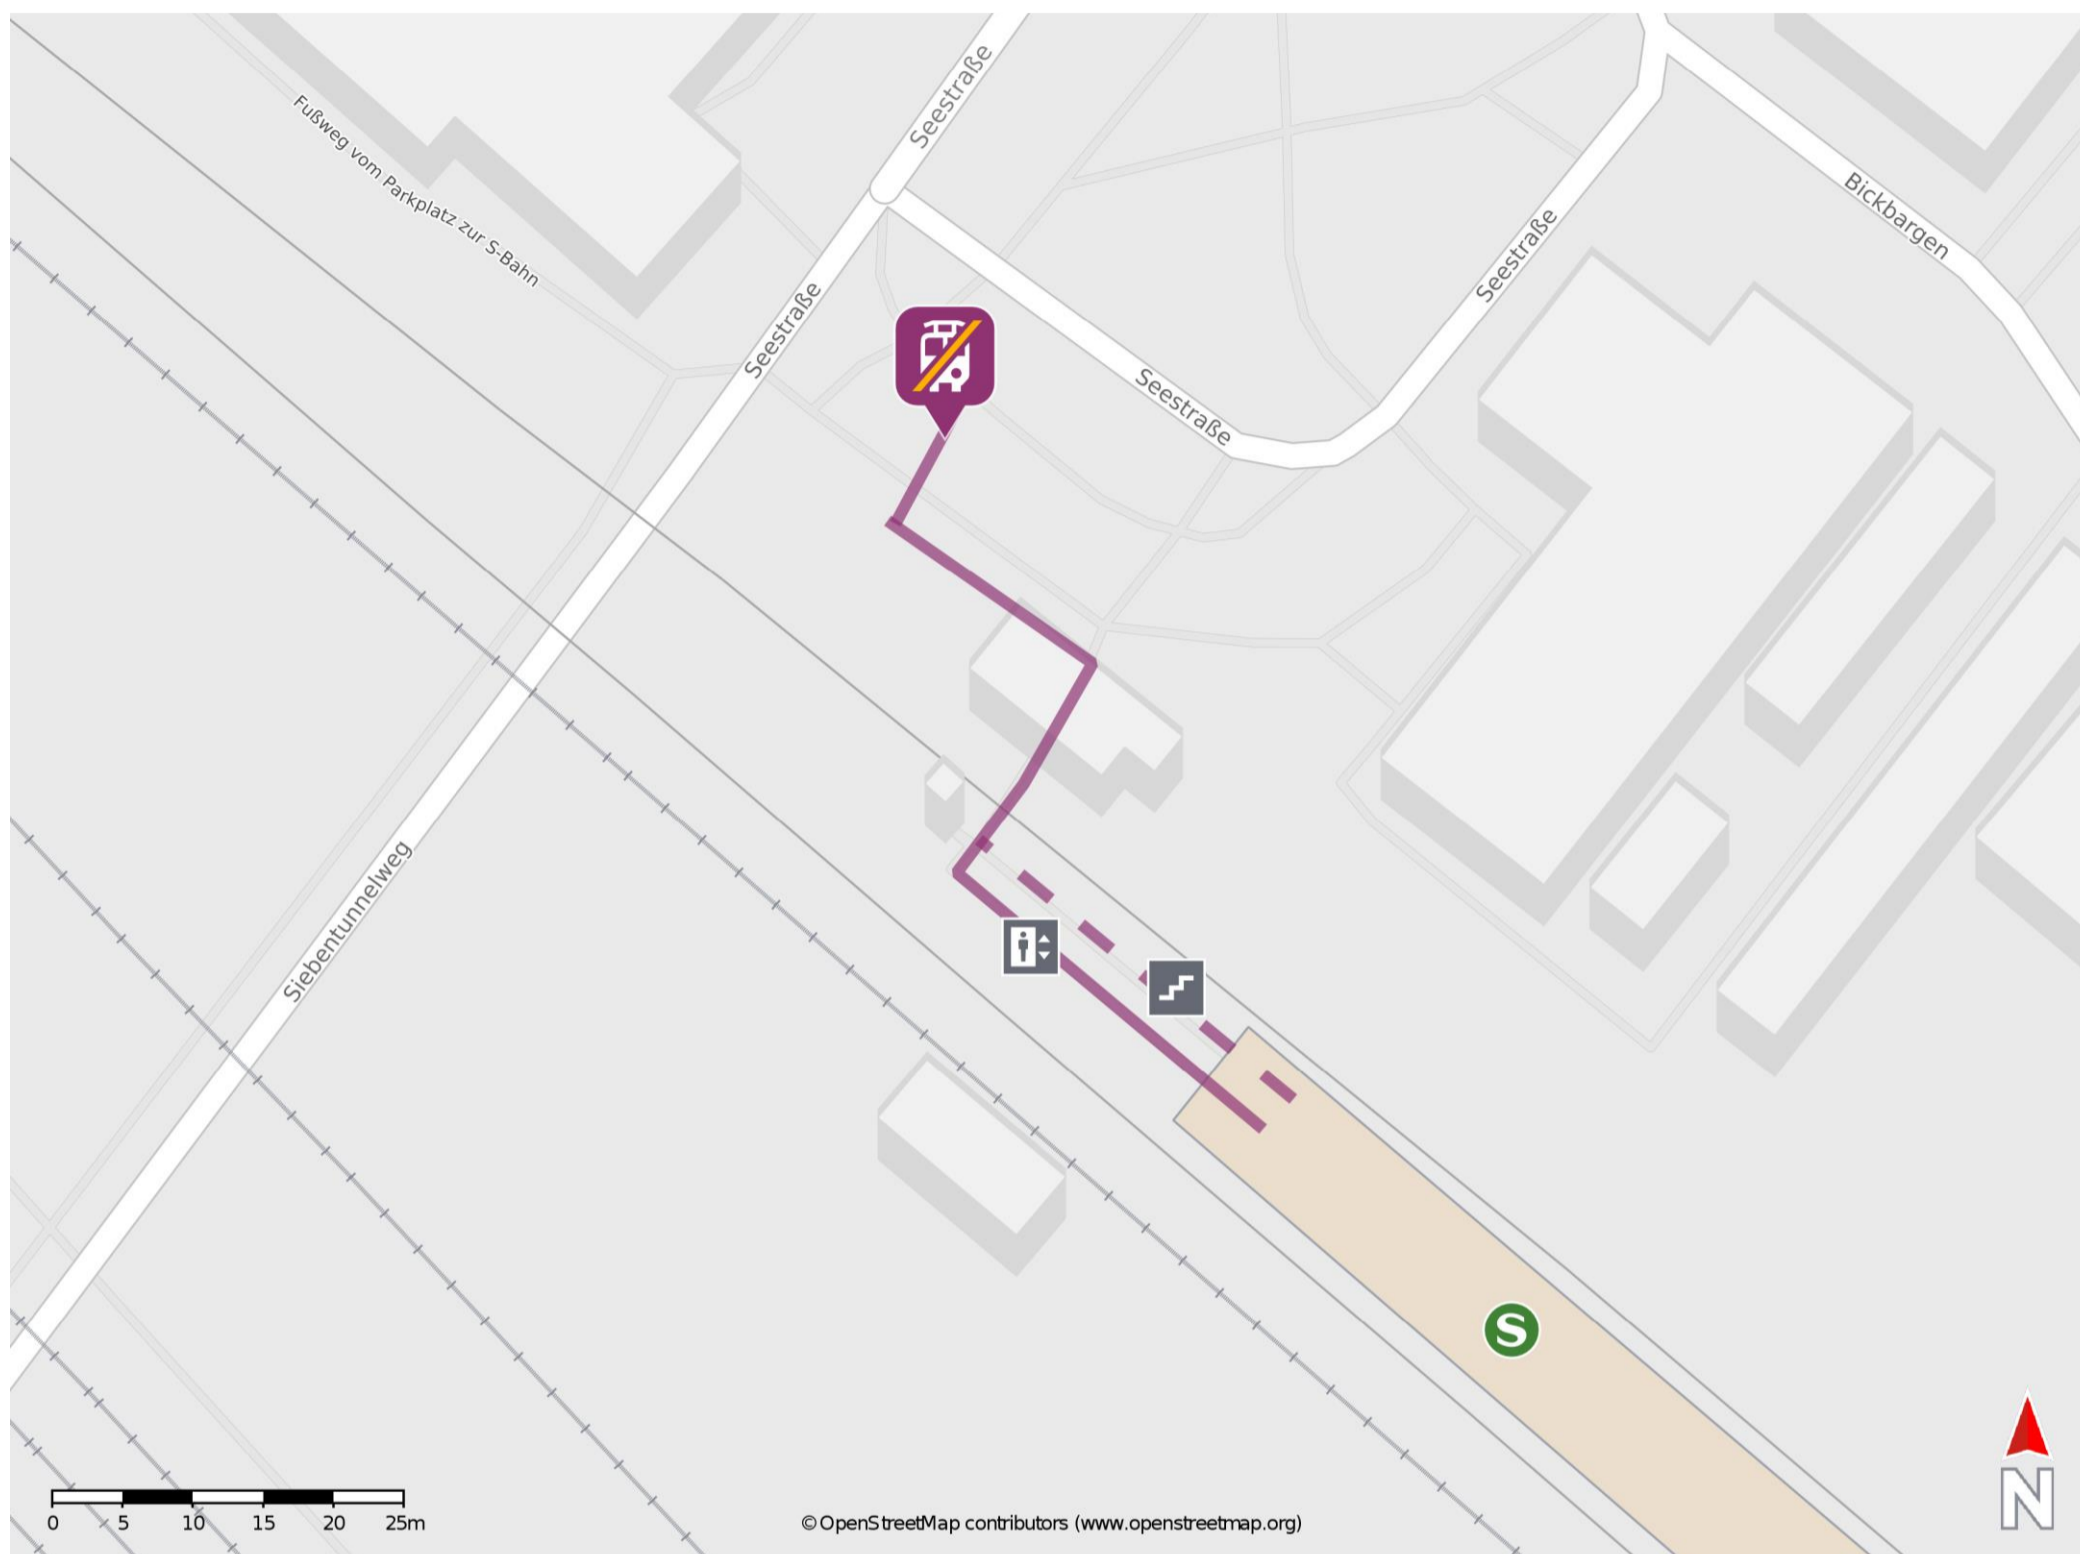 Seestraße
Fußweg vom Parkplatz zur S-Bahn
Bickbargen
Seestraße
Seestraße
Seestraße
Siebentunnelweg
S
N
0 5 10 15 20 25m
©OpenStreetMap contributors (www.openstreetmap.org)